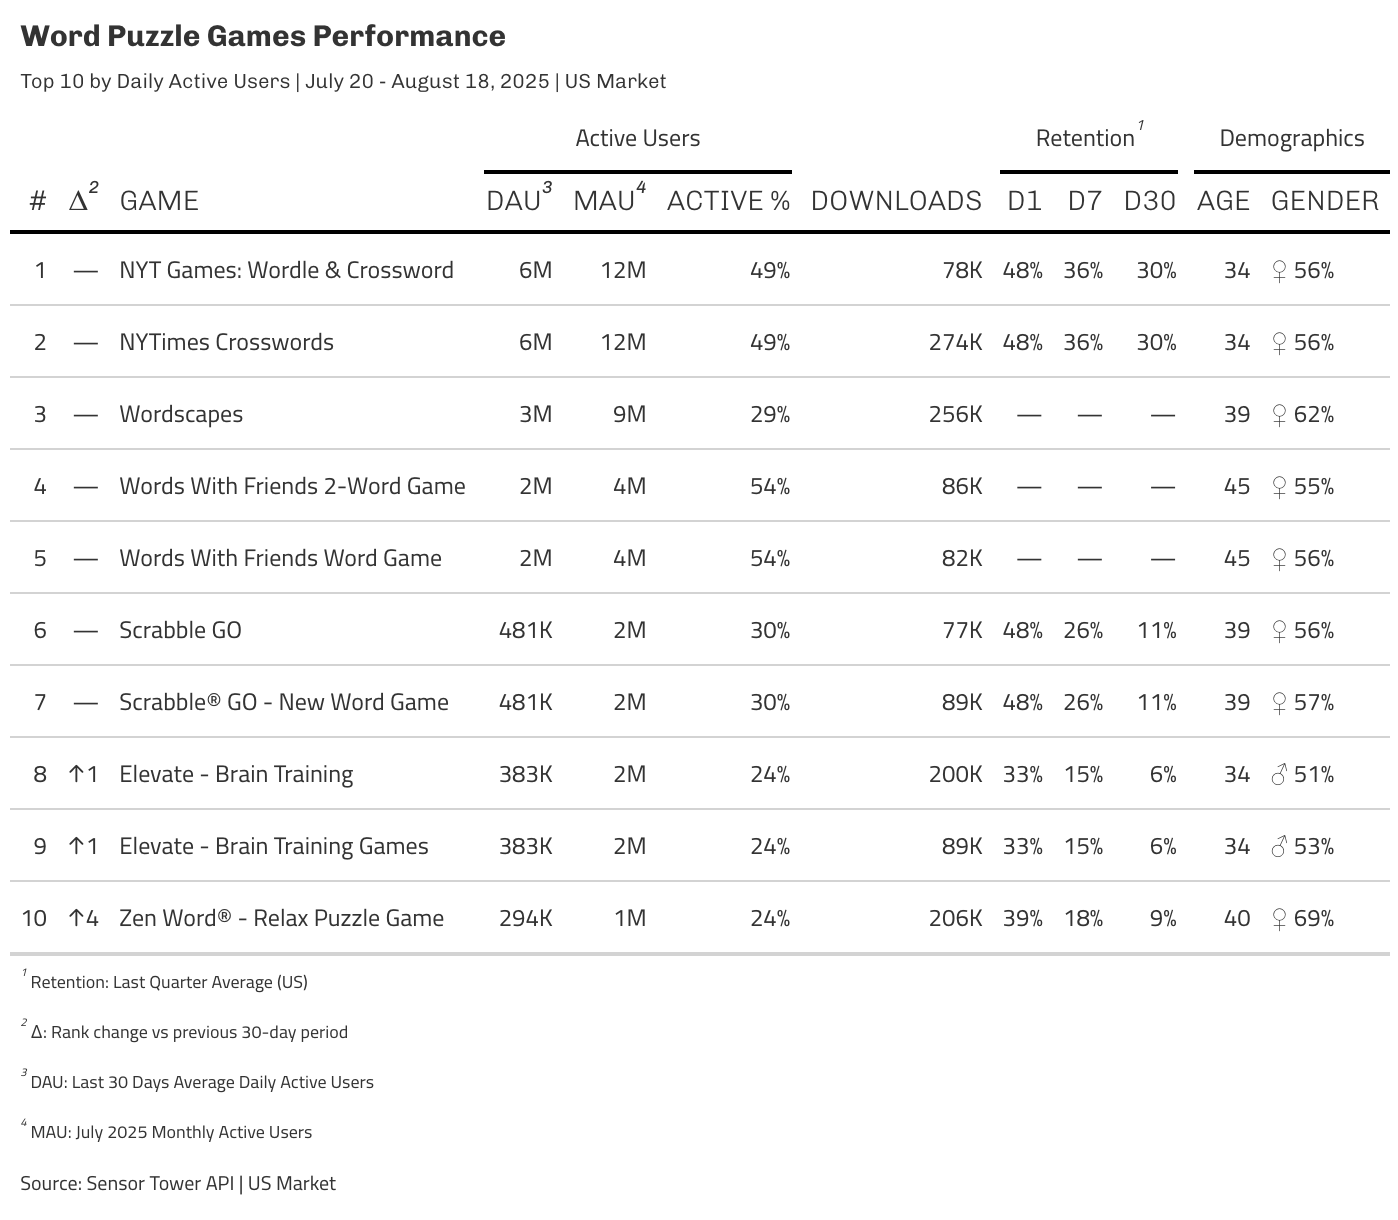 Word Puzzle Games Performance
Top 10 by Daily Active Users | July 20 - August 18, 2025 | US Market
Active Users Retention¹ Demographics
# Δ² GAME DAU³ MAU⁴ ACTIVE % DOWNLOADS D1 D7 D30 AGE GENDER
1 — NYT Games: Wordle & Crossword 6M 12M 49% 78K 48% 36% 30% 34 ♀ 56%
2 — NYTimes Crosswords 6M 12M 49% 274K 48% 36% 30% 34 ♀ 56%
3 — Wordscapes 3M 9M 29% 256K — — — 39 ♀ 62%
4 — Words With Friends 2-Word Game 2M 4M 54% 86K — — — 45 ♀ 55%
5 — Words With Friends Word Game 2M 4M 54% 82K — — — 45 ♀ 56%
6 — Scrabble GO 481K 2M 30% 77K 48% 26% 11% 39 ♀ 56%
7 — Scrabble® GO - New Word Game 481K 2M 30% 89K 48% 26% 11% 39 ♀ 57%
8 ↑1 Elevate - Brain Training 383K 2M 24% 200K 33% 15% 6% 34 ♂ 51%
9 ↑1 Elevate - Brain Training Games 383K 2M 24% 89K 33% 15% 6% 34 ♂ 53%
10 ↑4 Zen Word® - Relax Puzzle Game 294K 1M 24% 206K 39% 18% 9% 40 ♀ 69%
¹ Retention: Last Quarter Average (US)
² Δ: Rank change vs previous 30-day period
³ DAU: Last 30 Days Average Daily Active Users
⁴ MAU: July 2025 Monthly Active Users
Source: Sensor Tower API | US Market